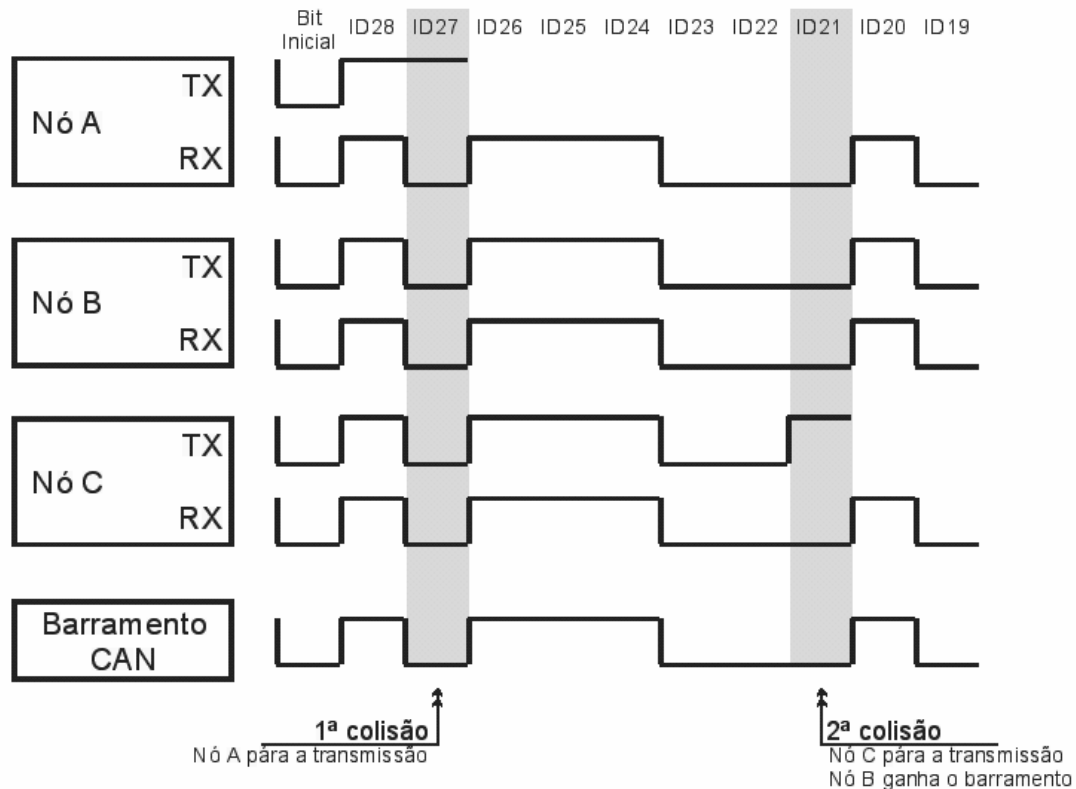 Bit
Inicial
ID28 ID27 ID26 ID25 ID24 ID23 ID22 ID21 ID20 ID19
Nó A
TX
RX
Nó B
TX
RX
Nó C
TX
RX
Barramento
CAN
1ª colisão
Nó A pára a transmissão
2ª colisão
Nó C pára a transmissão
Nó B ganha o barramento